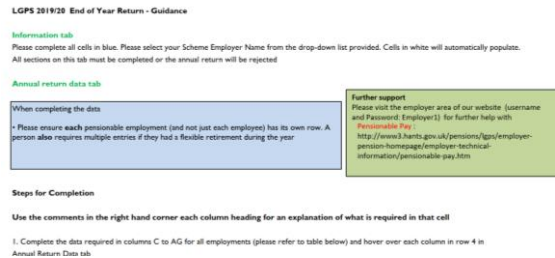 LGPS 2019/20 End of Year Return - Guidance
Information tab
Please complete all cells in blue. Please select your Scheme Employer Name from the drop-down list provided. Cells in white will automatically populate.
All sections on this tab must be completed or the annual return will be rejected
Annual return data tab
When completing the data
• Please ensure each pensionable employment (and not just each employee) has its own row. A
person also requires multiple entries if they had a flexible retirement during the year
Further support
Please visit the employer area of our website (username
and Password: Employer1) for further help with
Pensionable Pay :
http://www3.hants.gov.uk/pensions/lgps/employer-
pension-homepage/employer-technical-
information/pensionable-pay.htm
Steps for Completion
Use the comments in the right hand corner each column heading for an explanation of what is required in that cell
1. Complete the data required in columns C to AG for all employments (please refer to table below) and hover over each column in row 4 in
Annual Return Data tab